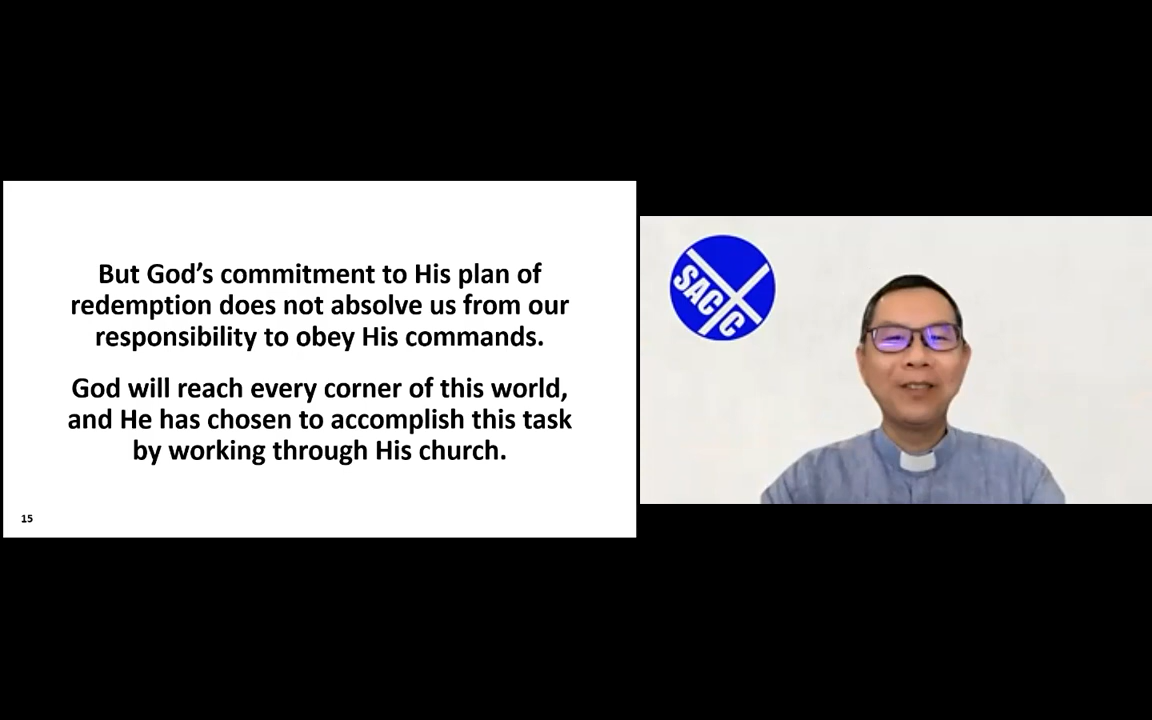 But God’s commitment to His plan of
redemption does not absolve us from our
responsibility to obey His commands.
God will reach every corner of this world,
and He has chosen to accomplish this task
by working through His church.
15
SACC